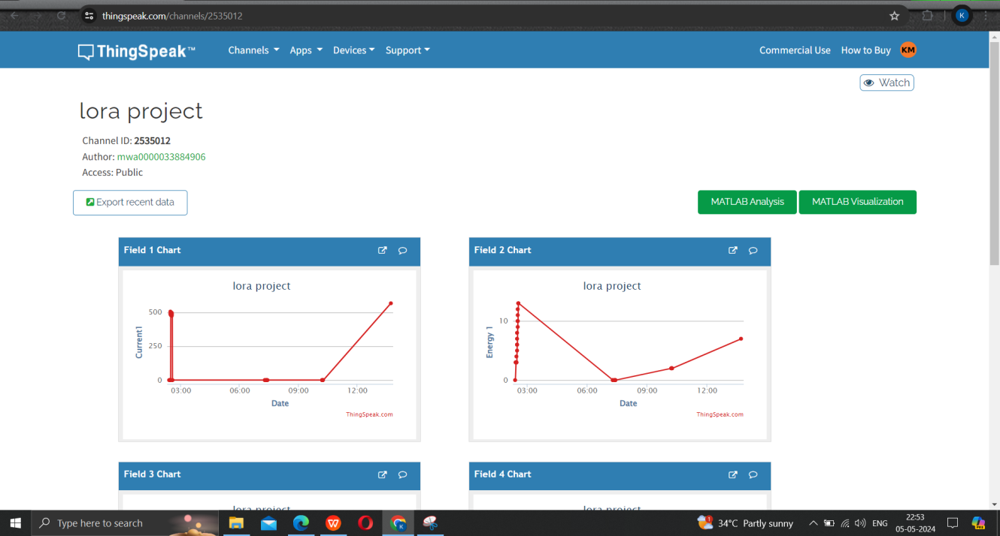 thingspeak.com/channels/2535012
K
ThingSpeak™
Channels
Apps
Devices
Support
Commercial Use
How to Buy
KM
Watch
lora project
Channel ID: 2535012
Author: mwa0000033884906
Access: Public
Export recent data
MATLAB Analysis
MATLAB Visualization
Field 1 Chart
lora project
Current1
500
250
0
03:00
06:00
09:00
12:00
Date
ThingSpeak.com
Field 2 Chart
lora project
Energy 1
10
0
03:00
06:00
09:00
12:00
Date
ThingSpeak.com
Field 3 Chart
lora project
Field 4 Chart
lora project
Type here to search
34°C Partly sunny
ENG
22:53
05-05-2024